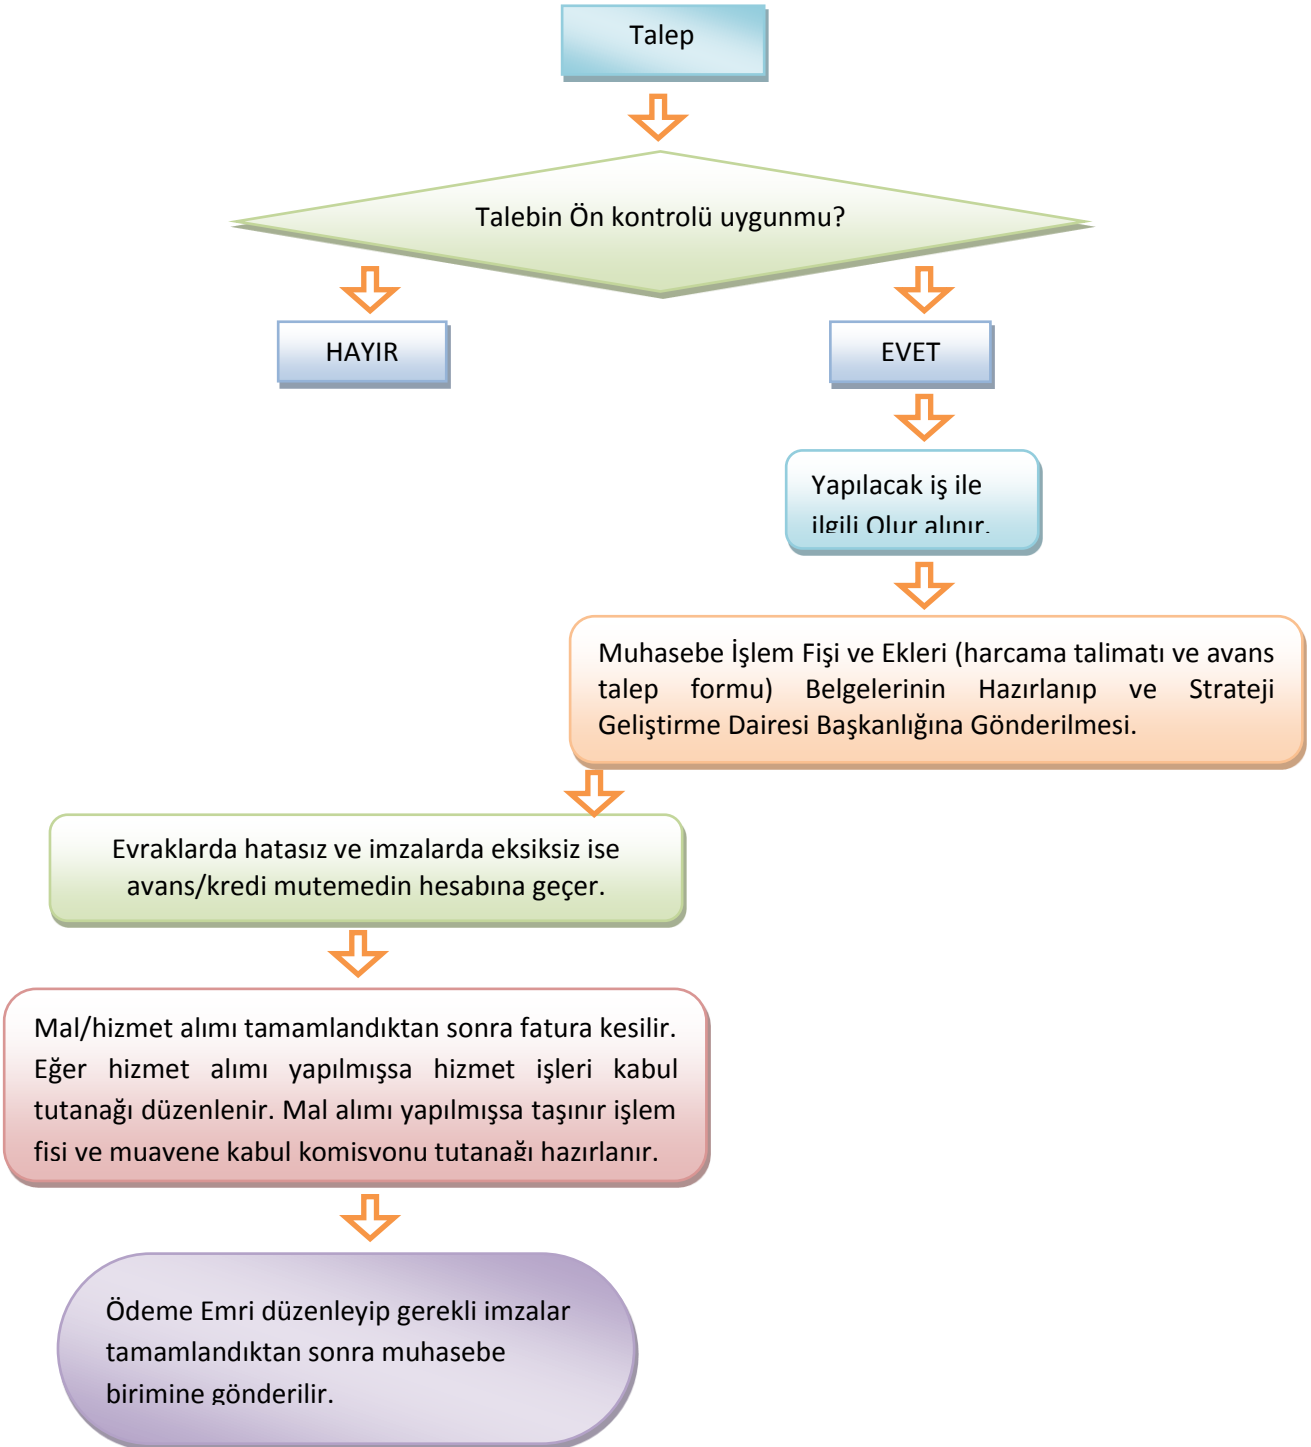 Talep
Talebin Ön kontrolü uygunmu?
HAYIR
EVET
Yapılacak iş ile
ilgili Olur alınır.
Muhasebe İşlem Fişi ve Ekleri (harcama talimatı ve avans
talep formu) Belgelerinin Hazırlanıp ve Strateji
Geliştirme Dairesi Başkanlığına Gönderilmesi.
Evraklarda hatasız ve imzalarda eksiksiz ise
avans/kredi mutemedin hesabına geçer.
Mal/hizmet alımı tamamlandıktan sonra fatura kesilir.
Eğer hizmet alımı yapılmışsa hizmet işleri kabul
tutanağı düzenlenir. Mal alımı yapılmışsa taşınır işlem
fişi ve muayene kabul komisyonu tutanağı hazırlanır.
Ödeme Emri düzenleyip gerekli imzalar
tamamlandıktan sonra muhasebe
birimine gönderilir.